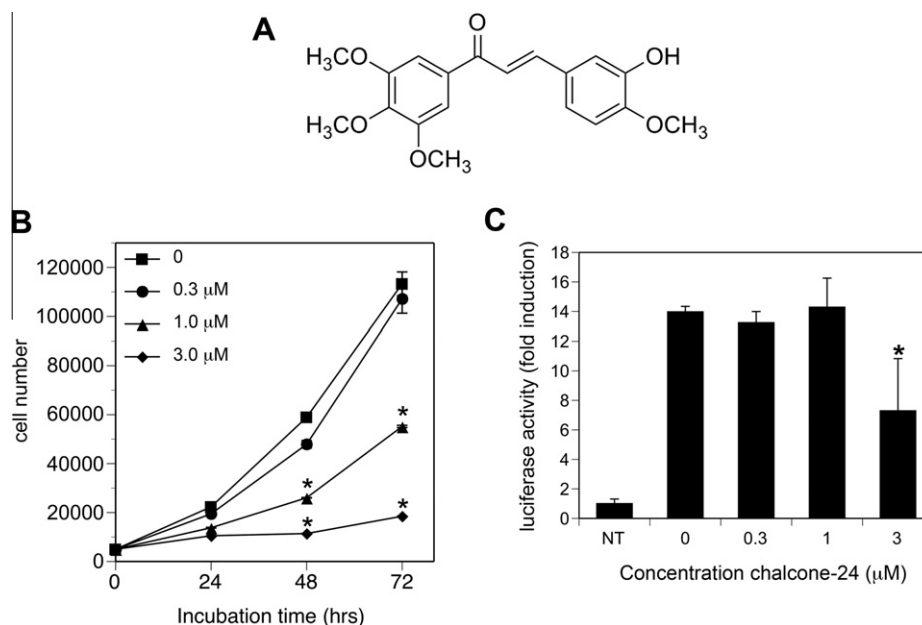 A
O
OCH3
H3CO
H3CO
OCH3
OH
OCH3
B
cell number
120000
100000
80000
60000
40000
20000
0
0
0.3 μM
1.0 μM
3.0 μM
*
*
*
*
0
24
48
72
Incubation time (hrs)
C
luciferase activity (fold induction)
18
16
14
12
10
8
6
4
2
0
*
NT
0
0.3
1
3
Concentration chalcone-24 (μM)